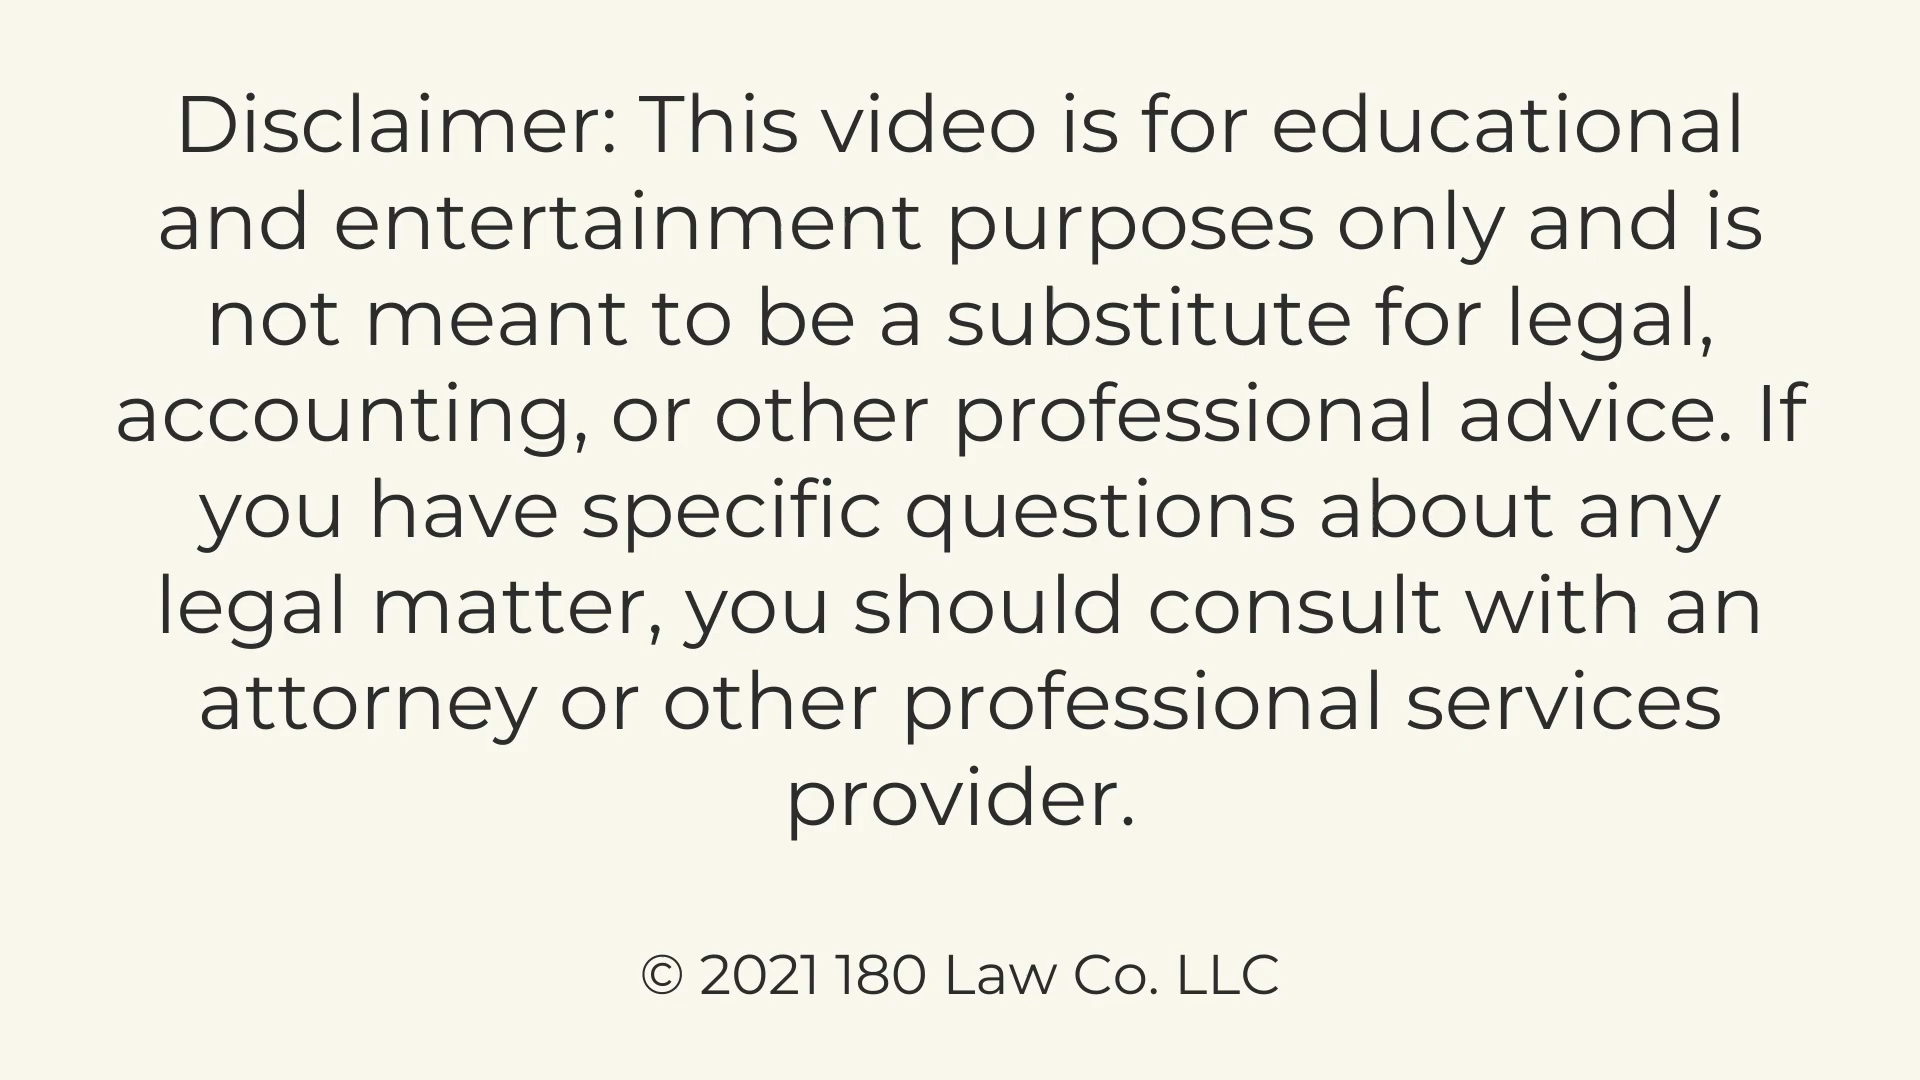 Disclaimer: This video is for educational
and entertainment purposes only and is
not meant to be a substitute for legal,
accounting, or other professional advice. If
you have specific questions about any
legal matter, you should consult with an
attorney or other professional services
provider.
© 2021 180 Law Co. LLC